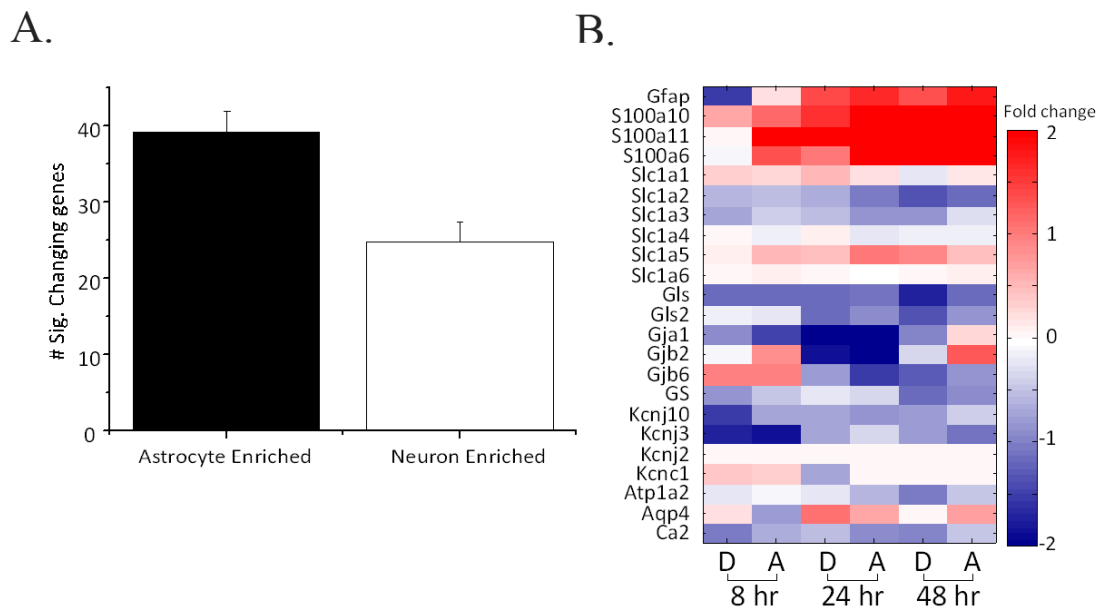 A.
# Sig. Changing genes
40
30
20
10
0
Astrocyte Enriched
Neuron Enriched
B.
Gfap
S100a10
S100a11
S100a6
Slc1a1
Slc1a2
Slc1a3
Slc1a4
Slc1a5
Slc1a6
Gls
Gls2
Gja1
Gjb2
Gjb6
GS
Kcnj10
Kcnj3
Kcnj2
Kcnc1
Atp1a2
Aqp4
Ca2
D A D A D A
8 hr 24 hr 48 hr
Fold change
2
1
0
-1
-2